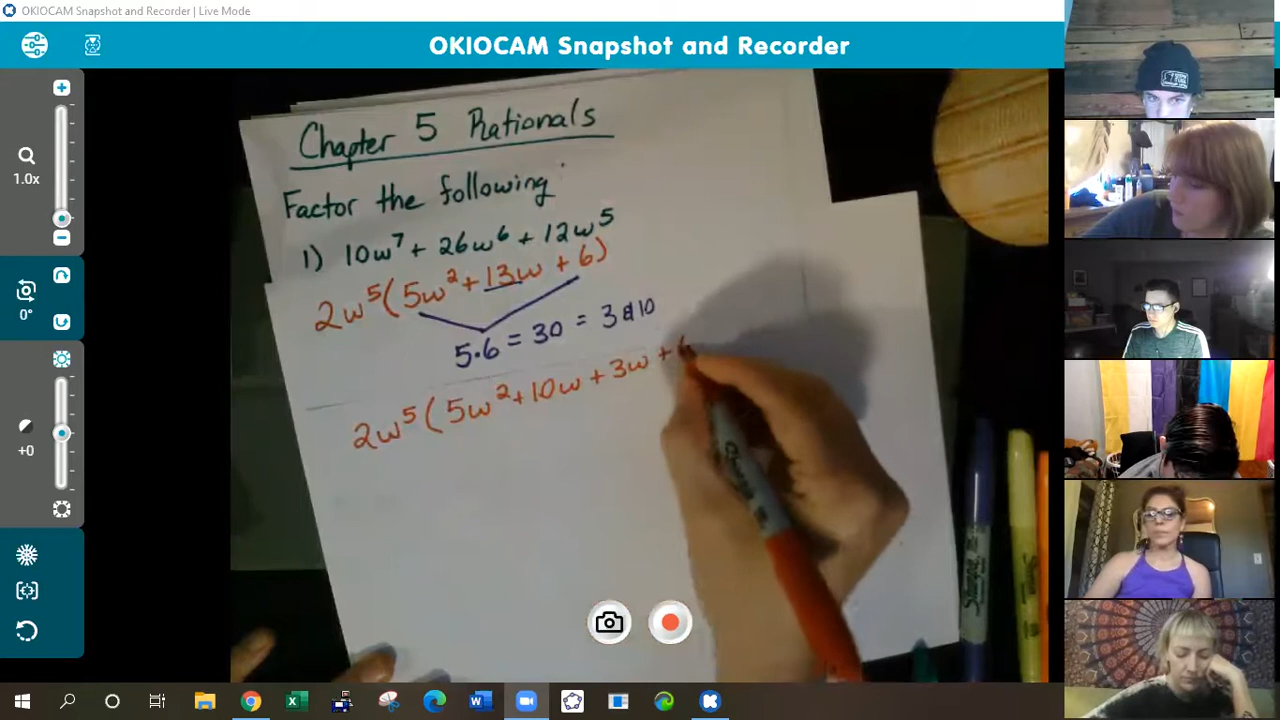 OKIOCAM Snapshot and Recorder | Live Mode
OKIOCAM Snapshot and Recorder
1.0x
0°
+0
Chapter 5 Rationals
Factor the following:
1) 10w⁷ + 26w⁶ + 12w⁵
2w⁵(5w² + 13w + 6)
5·6 = 30 = 3 & 10
2w⁵(5w² + 10w + 3w + 6